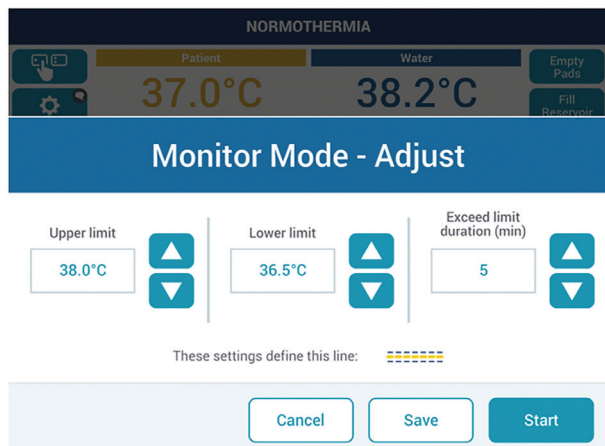 NORMOTHERMIA
Patient
Water
Empty
Pads
37.0°C
38.2°C
Fill
Reservoir
Monitor Mode - Adjust
Upper limit
Lower limit
Exceed limit
duration (min)
38.0°C
36.5°C
5
These settings define this line:
Cancel
Save
Start